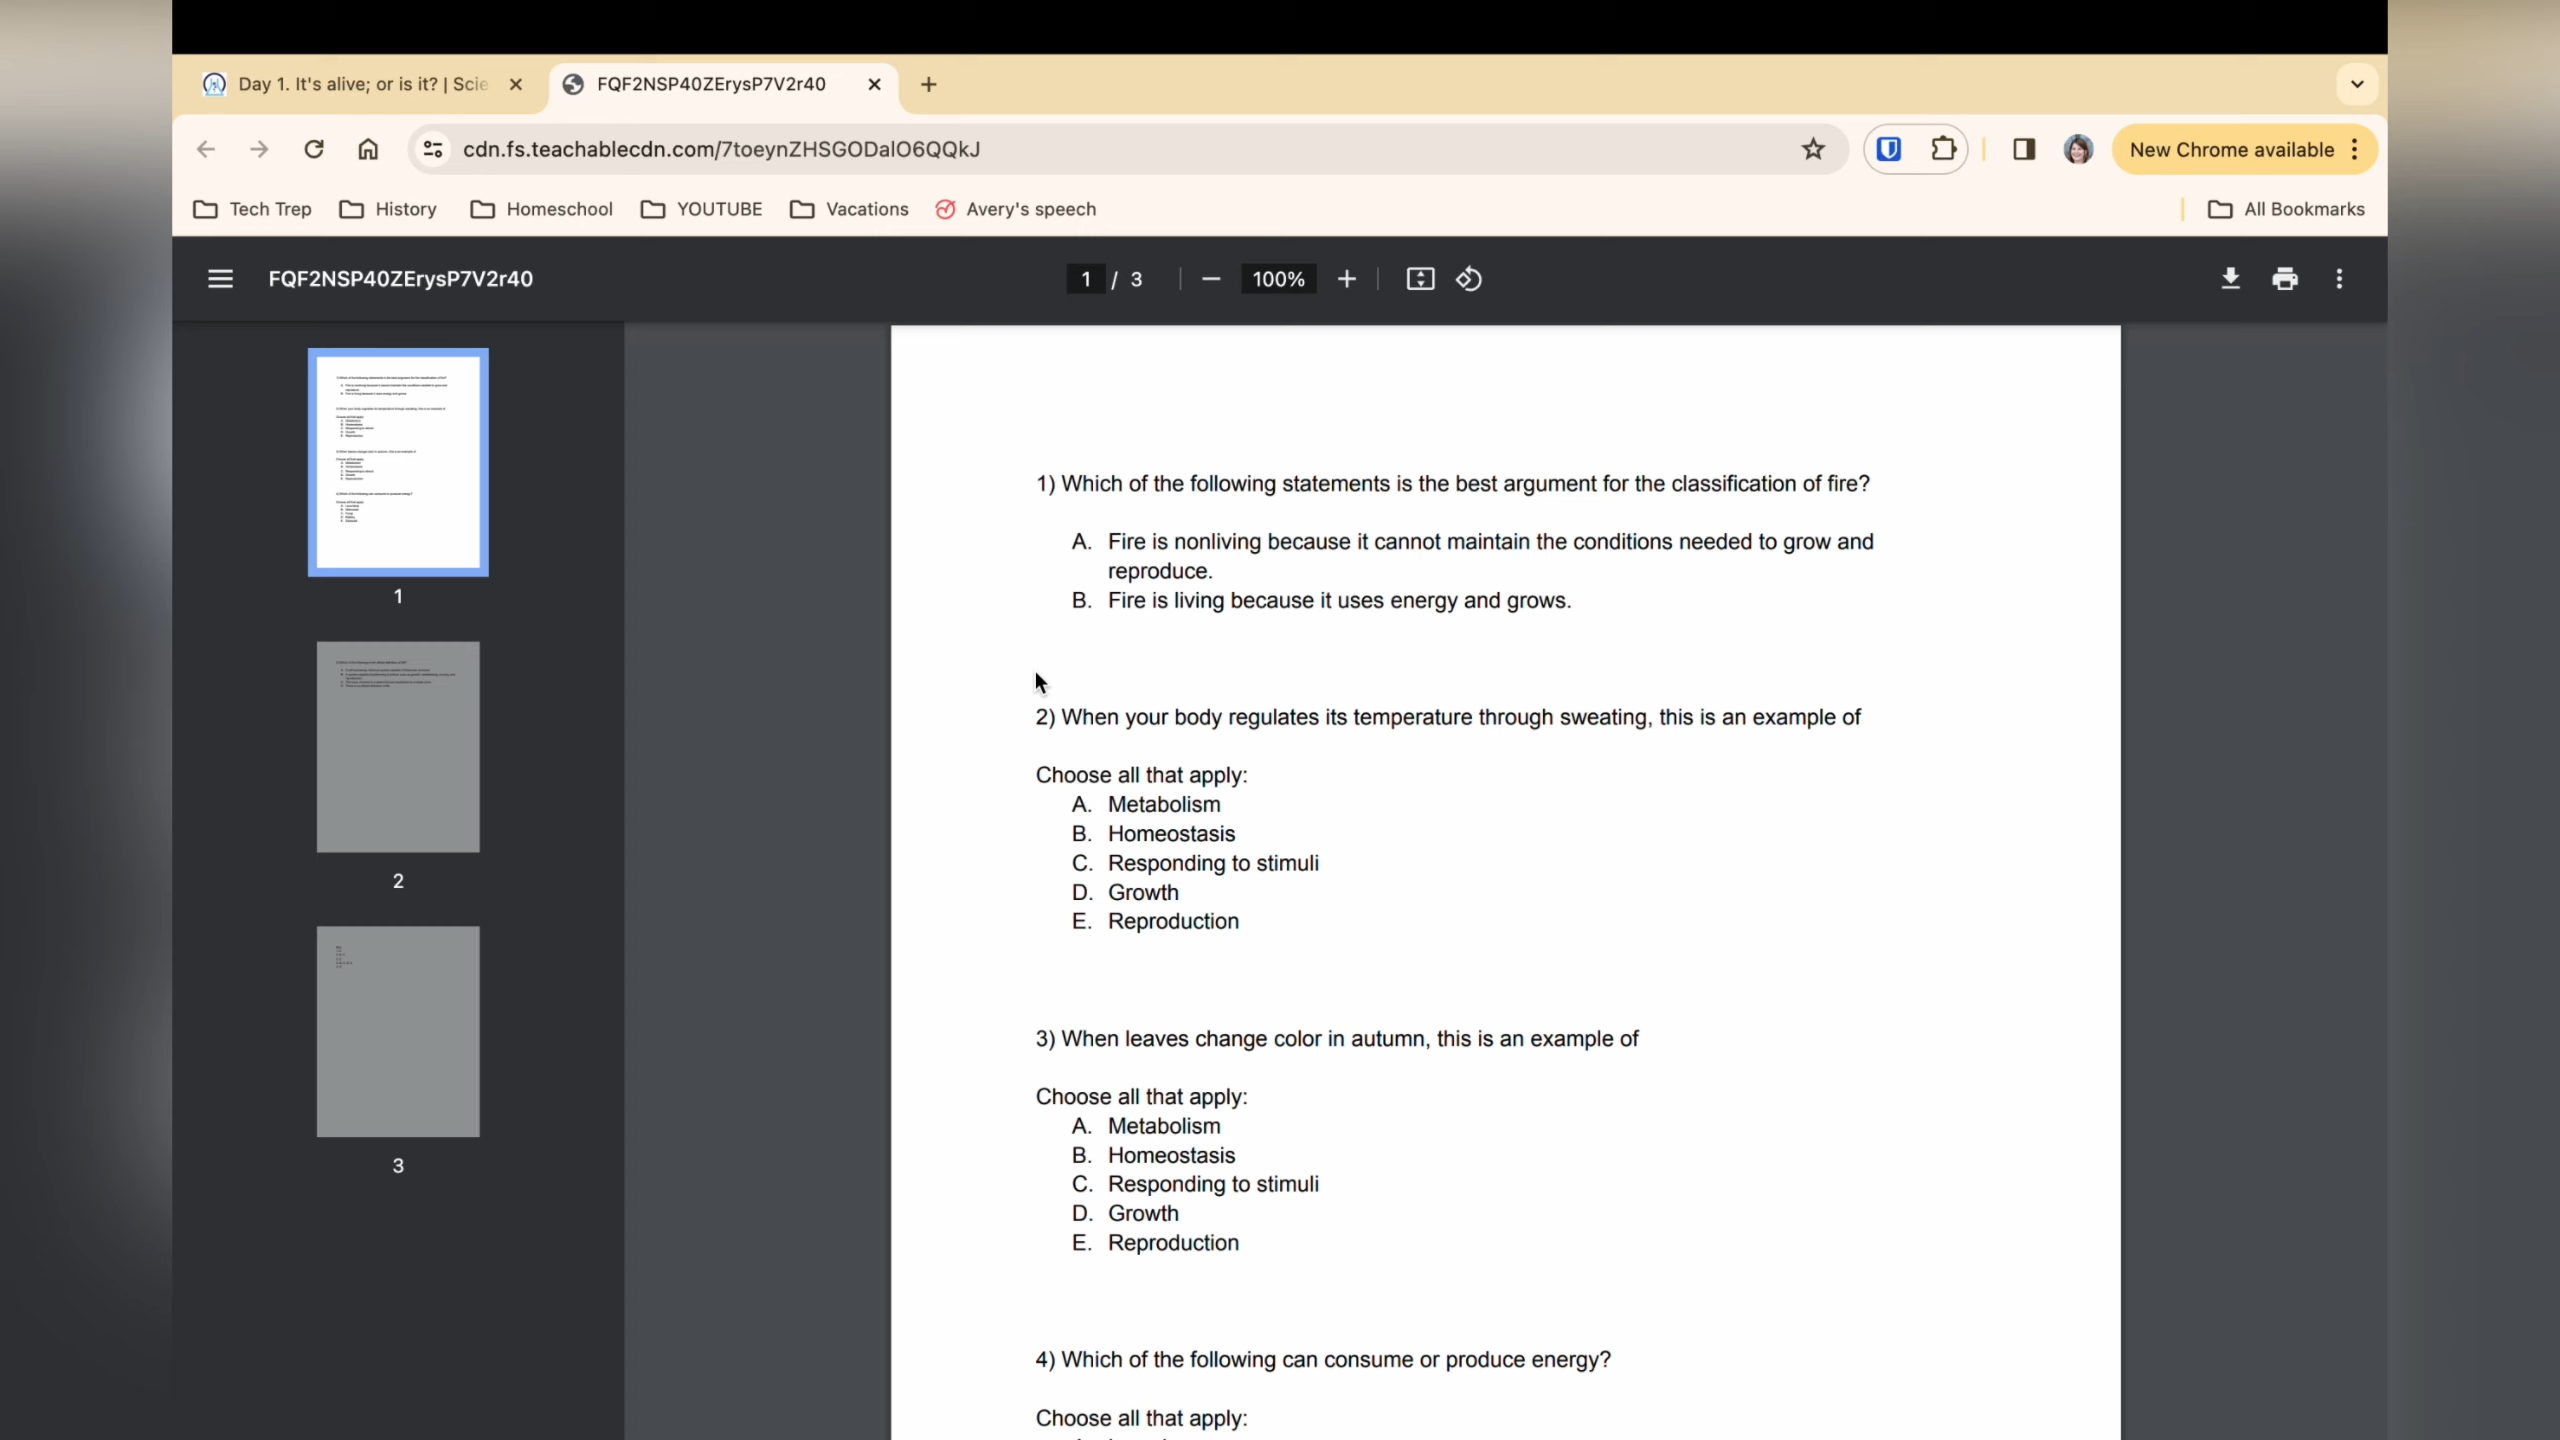 Day 1. It's alive; or is it? | Scie
FQF2NSP40ZErysP7V2r40
cdn.fs.teachablecdn.com/7toeynZHSGODalO6QQkJ
New Chrome available
Tech Trep
History
Homeschool
YOUTUBE
Vacations
Avery's speech
All Bookmarks
FQF2NSP40ZErysP7V2r40
1 / 3
100%
1
2
3
1) Which of the following statements is the best argument for the classification of fire?
A. Fire is nonliving because it cannot maintain the conditions needed to grow and
reproduce.
B. Fire is living because it uses energy and grows.
2) When your body regulates its temperature through sweating, this is an example of
Choose all that apply:
A. Metabolism
B. Homeostasis
C. Responding to stimuli
D. Growth
E. Reproduction
3) When leaves change color in autumn, this is an example of
Choose all that apply:
A. Metabolism
B. Homeostasis
C. Responding to stimuli
D. Growth
E. Reproduction
4) Which of the following can consume or produce energy?
Choose all that apply: